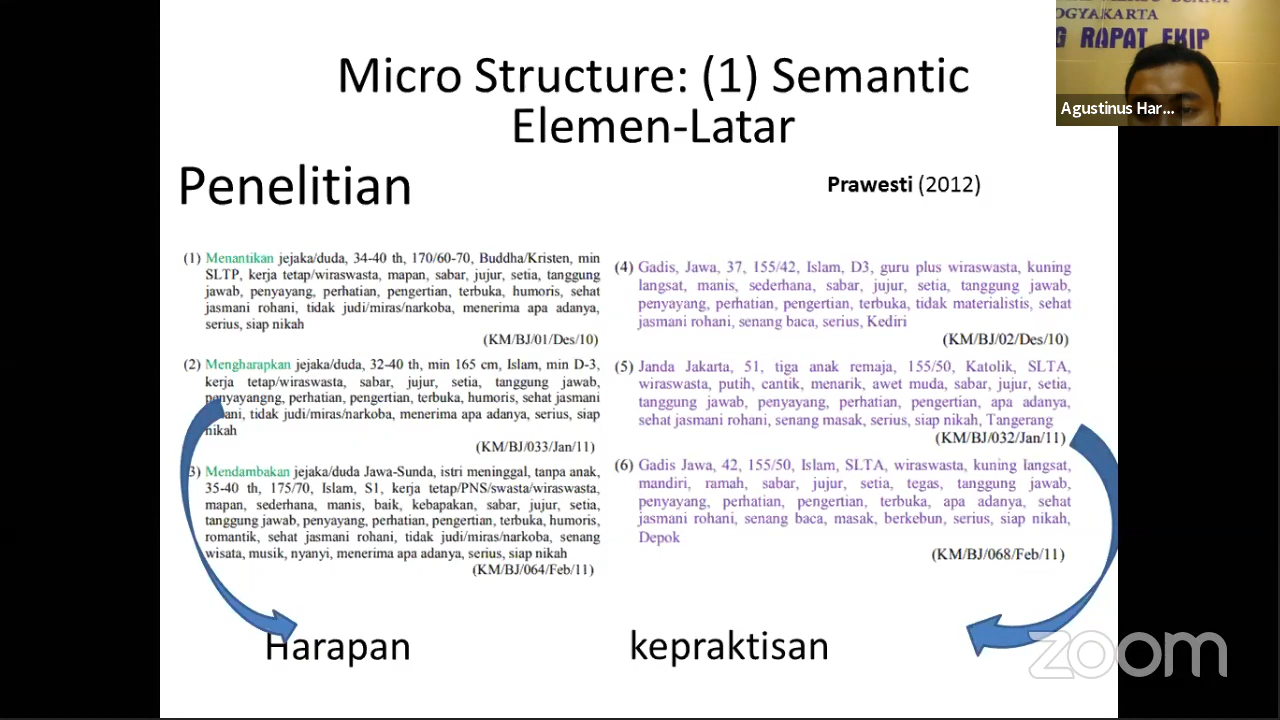 Micro Structure: (1) Semantic
Elemen-Latar
Penelitian
Prawesti (2012)
(1) Menantikan jejaka/duda, 34-40 th, 170/60-70, Buddha/Kristen, min
SLTP, kerja tetap/wiraswasta, mapan, sabar, jujur, setia, tanggung
jawab, penyayang, perhatian, pengertian, terbuka, humoris, sehat
jasmani rohani, tidak judi/miras/narkoba, menerima apa adanya,
serius, siap nikah
(KM/BJ/01/Des/10)
(2) Mengharapkan jejaka/duda, 32-40 th, min 165 cm, Islam, min D-3,
kerja tetap/wiraswasta, sabar, jujur, setia, tanggung jawab,
penyayangng, perhatian, pengertian, terbuka, humoris, sehat jasmani
ani, tidak judi/miras/narkoba, menerima apa adanya, serius, siap
nikah
(KM/BJ/033/Jan/11)
3) Mendambakan jejaka/duda Jawa-Sunda, istri meninggal, tanpa anak,
35-40 th, 175/70, Islam, S1, kerja tetap/PNS/swasta/wiraswasta,
mapan, sederhana, manis, baik, kebapakan, sabar, jujur, setia,
tanggung jawab, penyayang, perhatian, pengertian, terbuka, humoris,
romantik, sehat jasmani rohani, tidak judi/miras/narkoba, senang
wisata, musik, nyanyi, menerima apa adanya, serius, siap nikah
(KM/BJ/064/Feb/11)
(4) Gadis, Jawa, 37, 155/42, Islam, D3, guru plus wiraswasta, kuning
langsat, manis, sederhana, sabar, jujur, setia, tanggung jawab,
penyayang, perhatian, pengertian, terbuka, tidak materialistis, sehat
jasmani rohani, senang baca, serius, Kediri
(KM/BJ/02/Des/10)
(5) Janda Jakarta, 51, tiga anak remaja, 155/50, Katolik, SLTA,
wiraswasta, putih, cantik, menarik, awet muda, sabar, jujur, setia,
tanggung jawab, penyayang, perhatian, pengertian, apa adanya,
sehat jasmani rohani, senang masak, serius, siap nikah, Tangerang
(KM/BJ/032/Jan/11)
(6) Gadis Jawa, 42, 155/50, Islam, SLTA, wiraswasta, kuning langsat,
mandiri, ramah, sabar, jujur, setia, tegas, tanggung jawab,
penyayang, perhatian, pengertian, terbuka, apa adanya, sehat
jasmani rohani, senang baca, masak, berkebun, serius, siap nikah,
Depok
(KM/BJ/068/Feb/11)
Harapan
kepraktisan
OGYAKARTA
G RAPAT FKIP
Agustinus Har...
zoom